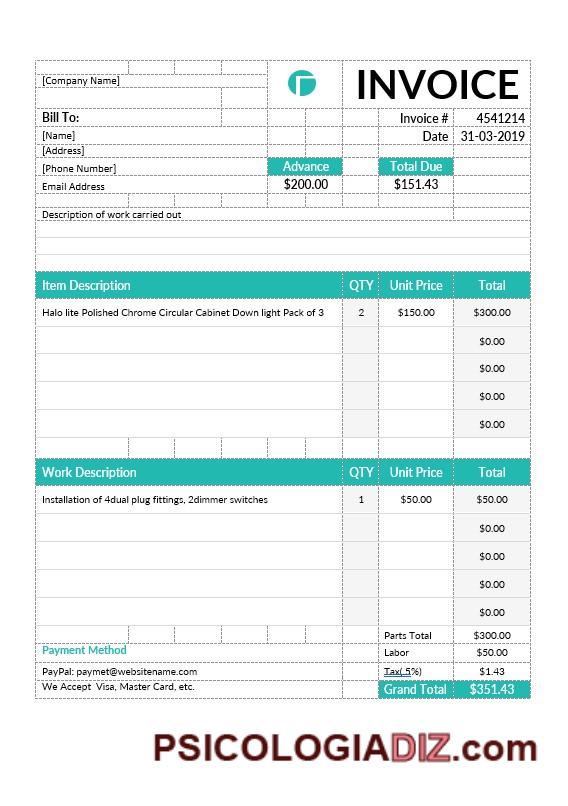 [Company Name]
INVOICE
Bill To:
Invoice # 4541214
[Name]
Date 31-03-2019
[Address]
[Phone Number]
Advance Total Due
Email Address
$200.00 $151.43
Description of work carried out
Item Description QTY Unit Price Total
Halo lite Polished Chrome Circular Cabinet Down light Pack of 3 2 $150.00 $300.00
$0.00
$0.00
$0.00
$0.00
Work Description QTY Unit Price Total
Installation of 4dual plug fittings, 2dimmer switches 1 $50.00 $50.00
$0.00
$0.00
$0.00
$0.00
Parts Total $300.00
Payment Method
Labor $50.00
PayPal: paymet@websitename.com
Tax(.5%) $1.43
We Accept Visa, Master Card, etc.
Grand Total $351.43
PSICOLOGIADIZ.com